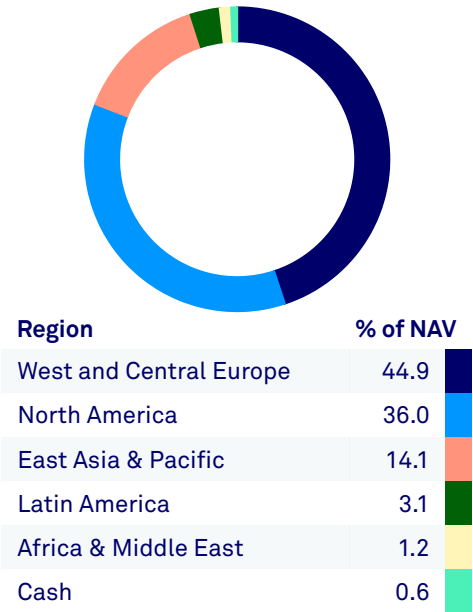 Region % of NAV
West and Central Europe 44.9
North America 36.0
East Asia & Pacific 14.1
Latin America 3.1
Africa & Middle East 1.2
Cash 0.6